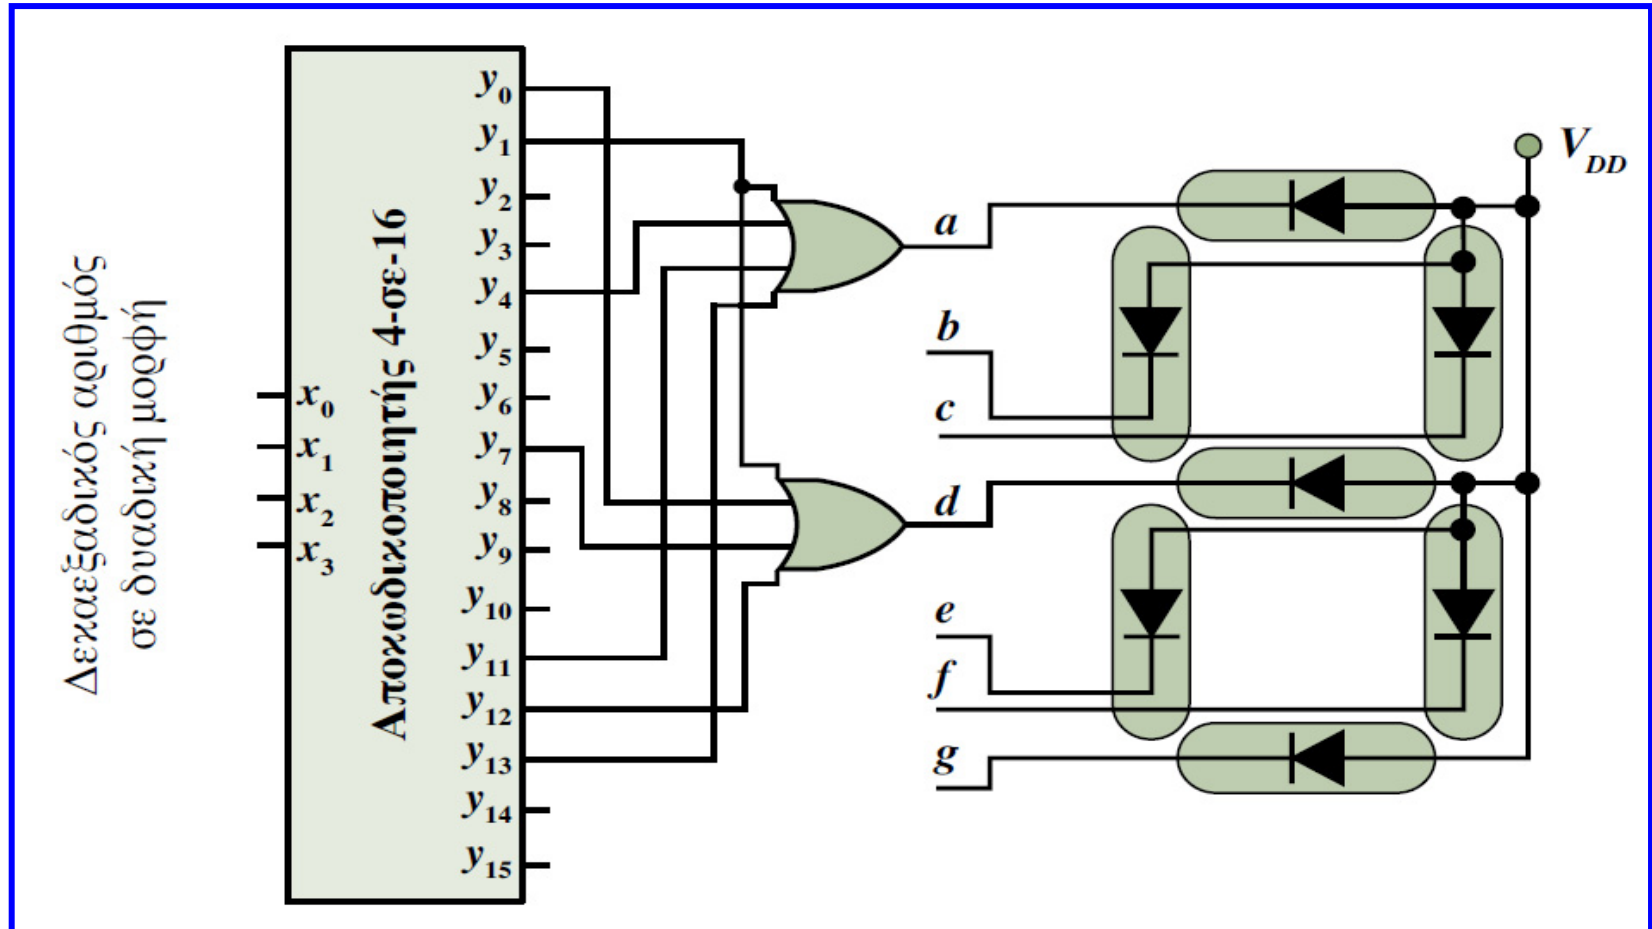 Δεκαεξαδικός αριθμός
σε δυαδική μορφή
x0
x1
x2
x3
Αποκωδικοποιητής 4-σε-16
y0
y1
y2
y3
y4
y5
y6
y7
y8
y9
y10
y11
y12
y13
y14
y15
a
b
c
d
e
f
g
VDD